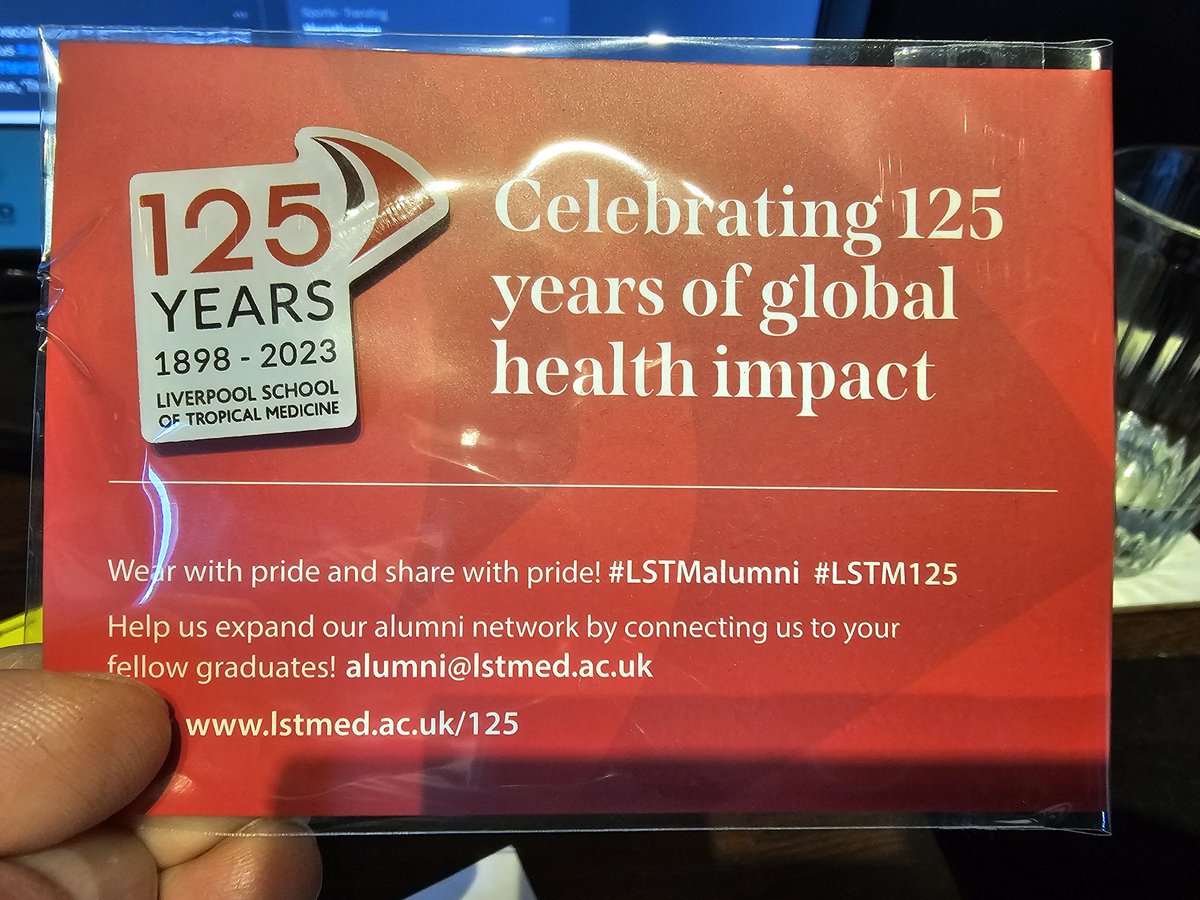 Sports · Trending
125
YEARS
1898 - 2023
LIVERPOOL SCHOOL
OF TROPICAL MEDICINE
Celebrating 125
years of global
health impact
Wear with pride and share with pride! #LSTMalumni #LSTM125
Help us expand our alumni network by connecting us to your
fellow graduates! alumni@lstmed.ac.uk
www.lstmed.ac.uk/125